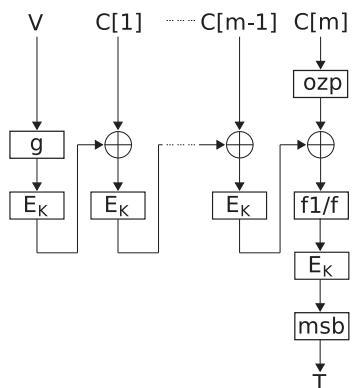 V C[1] ........ C[m-1] C[m]
ozp
g ........
E_K E_K E_K f1/f
E_K
msb
T